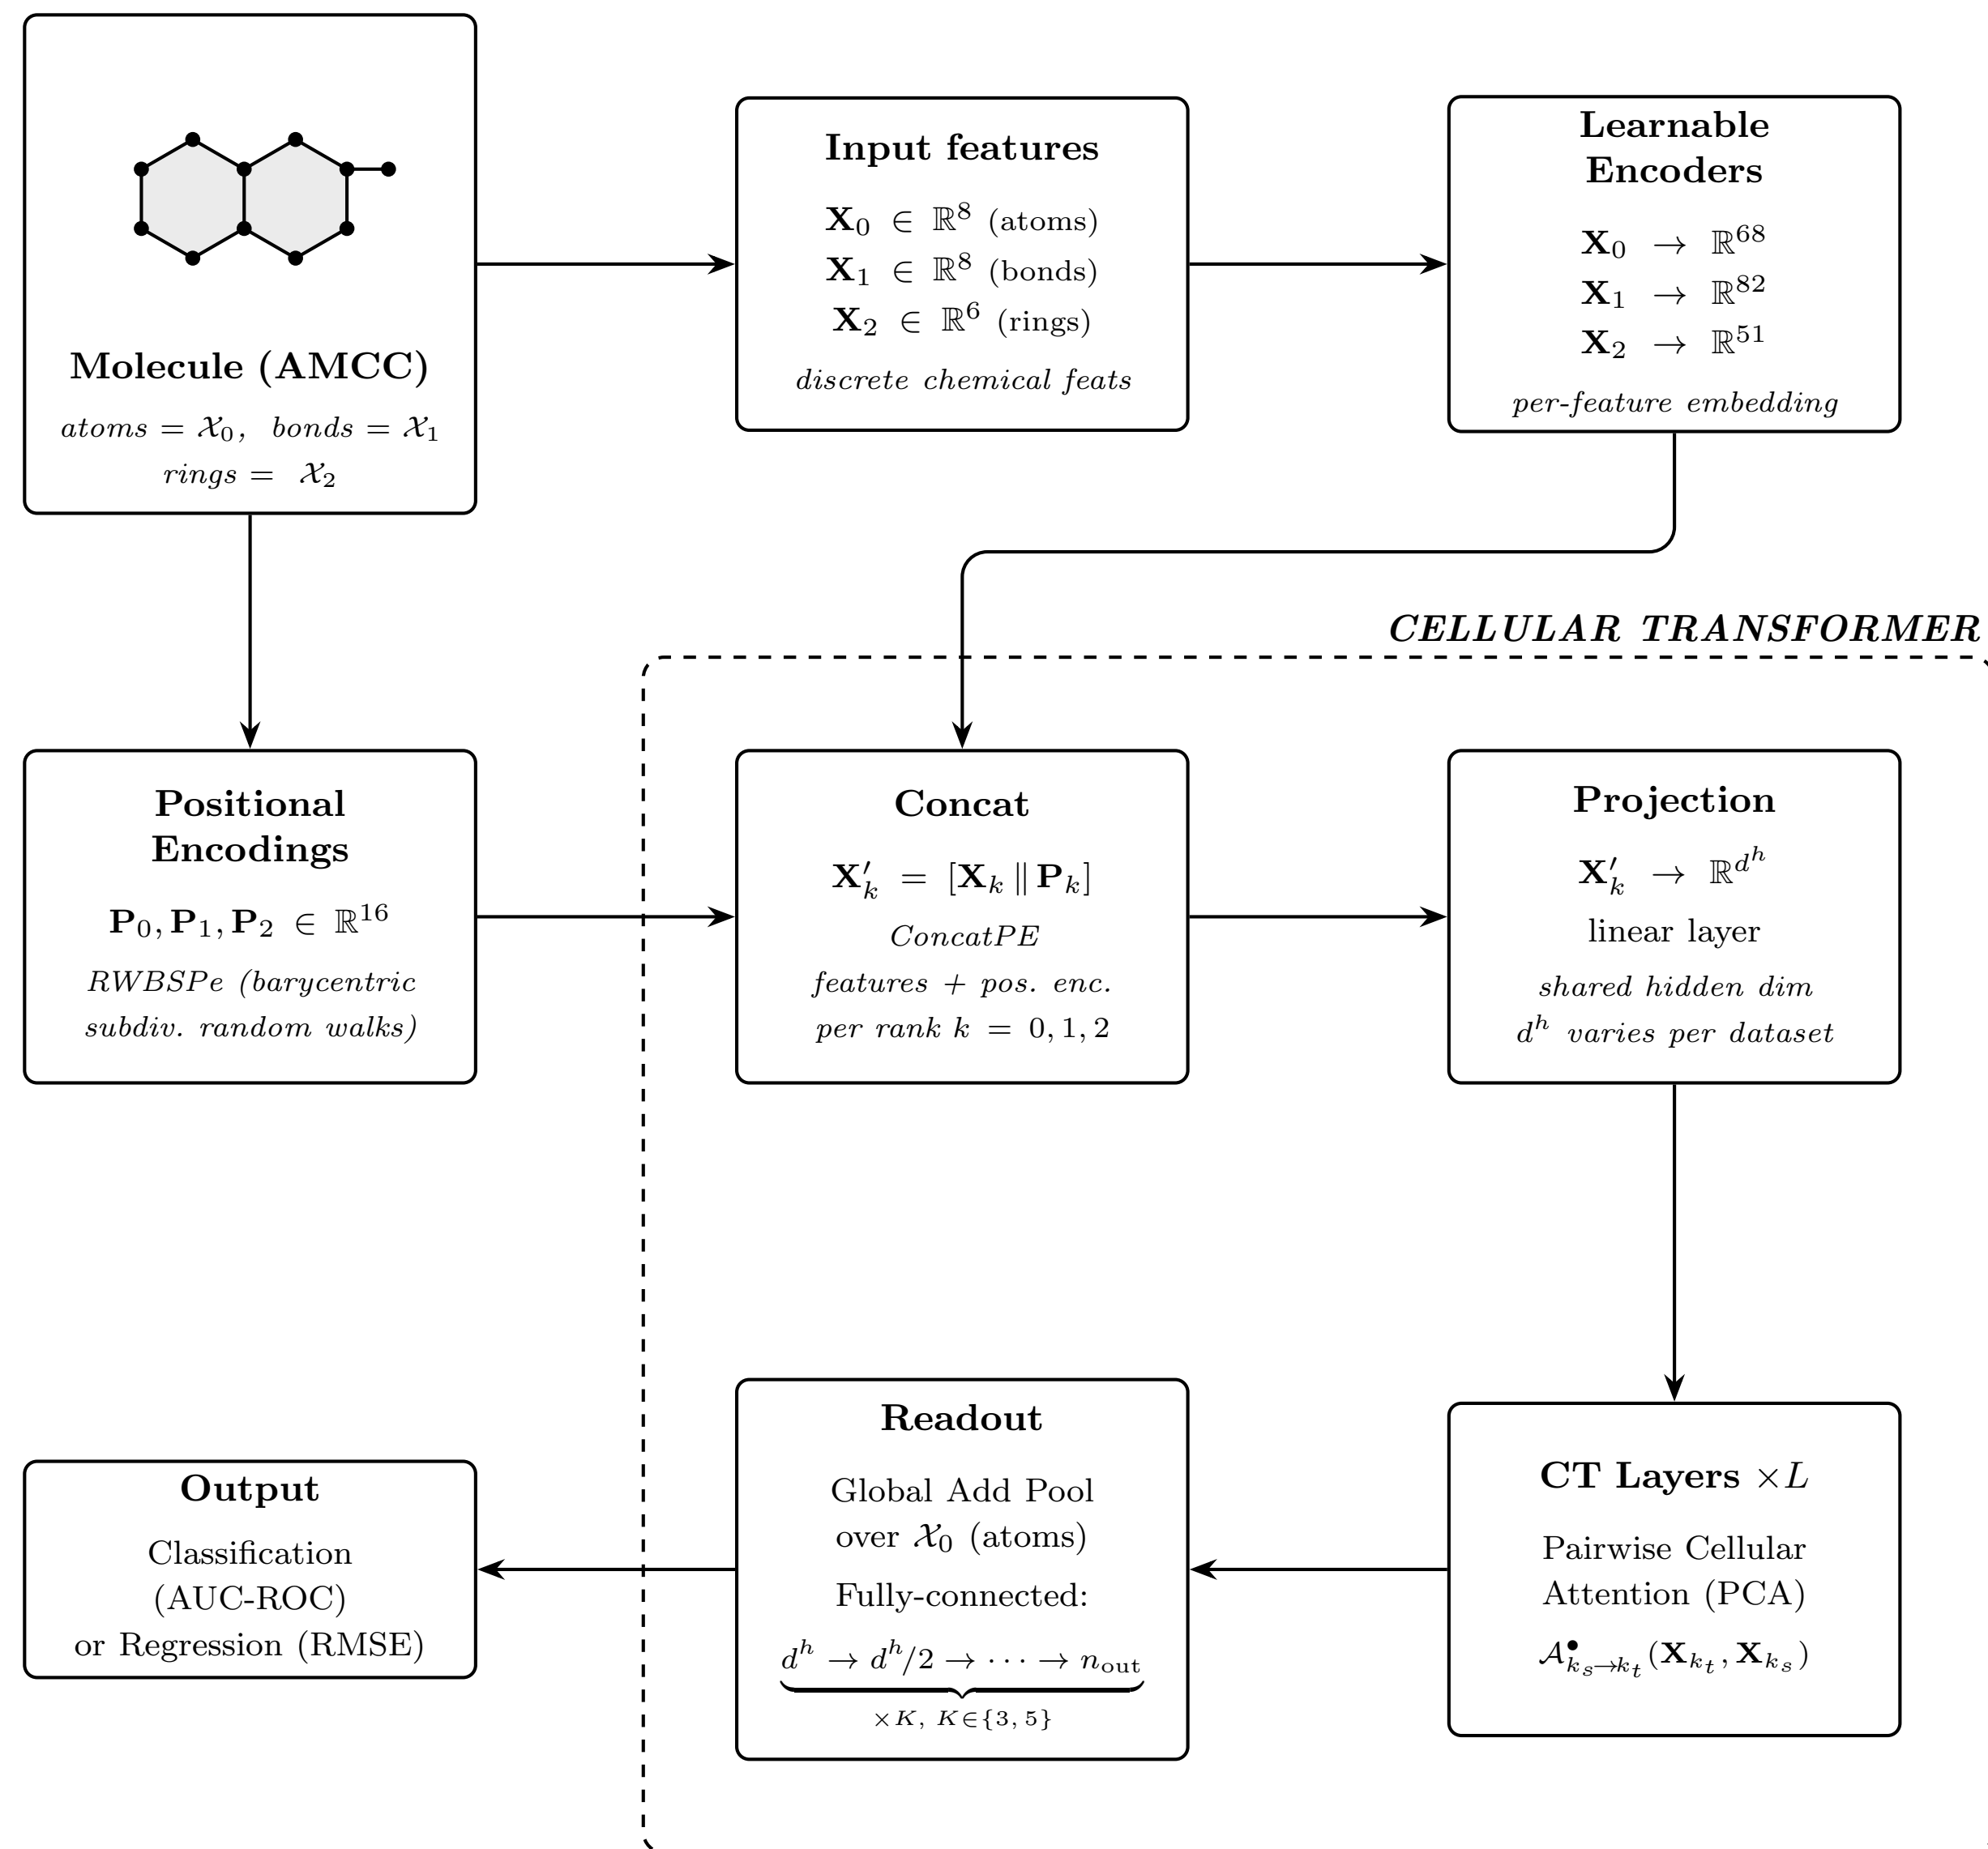 Molecule (AMCC)
atoms = 𝒳₀, bonds = 𝒳₁
rings = 𝒳₂
Input features
X₀ ∈ ℝ⁸ (atoms)
X₁ ∈ ℝ⁸ (bonds)
X₂ ∈ ℝ⁶ (rings)
discrete chemical feats
Learnable
Encoders
X₀ → ℝ⁶⁸
X₁ → ℝ⁸²
X₂ → ℝ⁵¹
per-feature embedding
CELLULAR TRANSFORMER
Positional
Encodings
P₀, P₁, P₂ ∈ ℝ¹⁶
RWBSPe (barycentric
subdiv. random walks)
Concat
X′ₖ = [Xₖ ‖ Pₖ]
ConcatPE
features + pos. enc.
per rank k = 0, 1, 2
Projection
X′ₖ → ℝ^{dʰ}
linear layer
shared hidden dim
dʰ varies per dataset
Output
Classification
(AUC-ROC)
or Regression (RMSE)
Readout
Global Add Pool
over 𝒳₀ (atoms)
Fully-connected:
dʰ → dʰ/2 → ··· → n_out
×K, K∈{3, 5}
CT Layers ×L
Pairwise Cellular
Attention (PCA)
𝒜^•_{k_s→k_t}(X_{k_t}, X_{k_s})